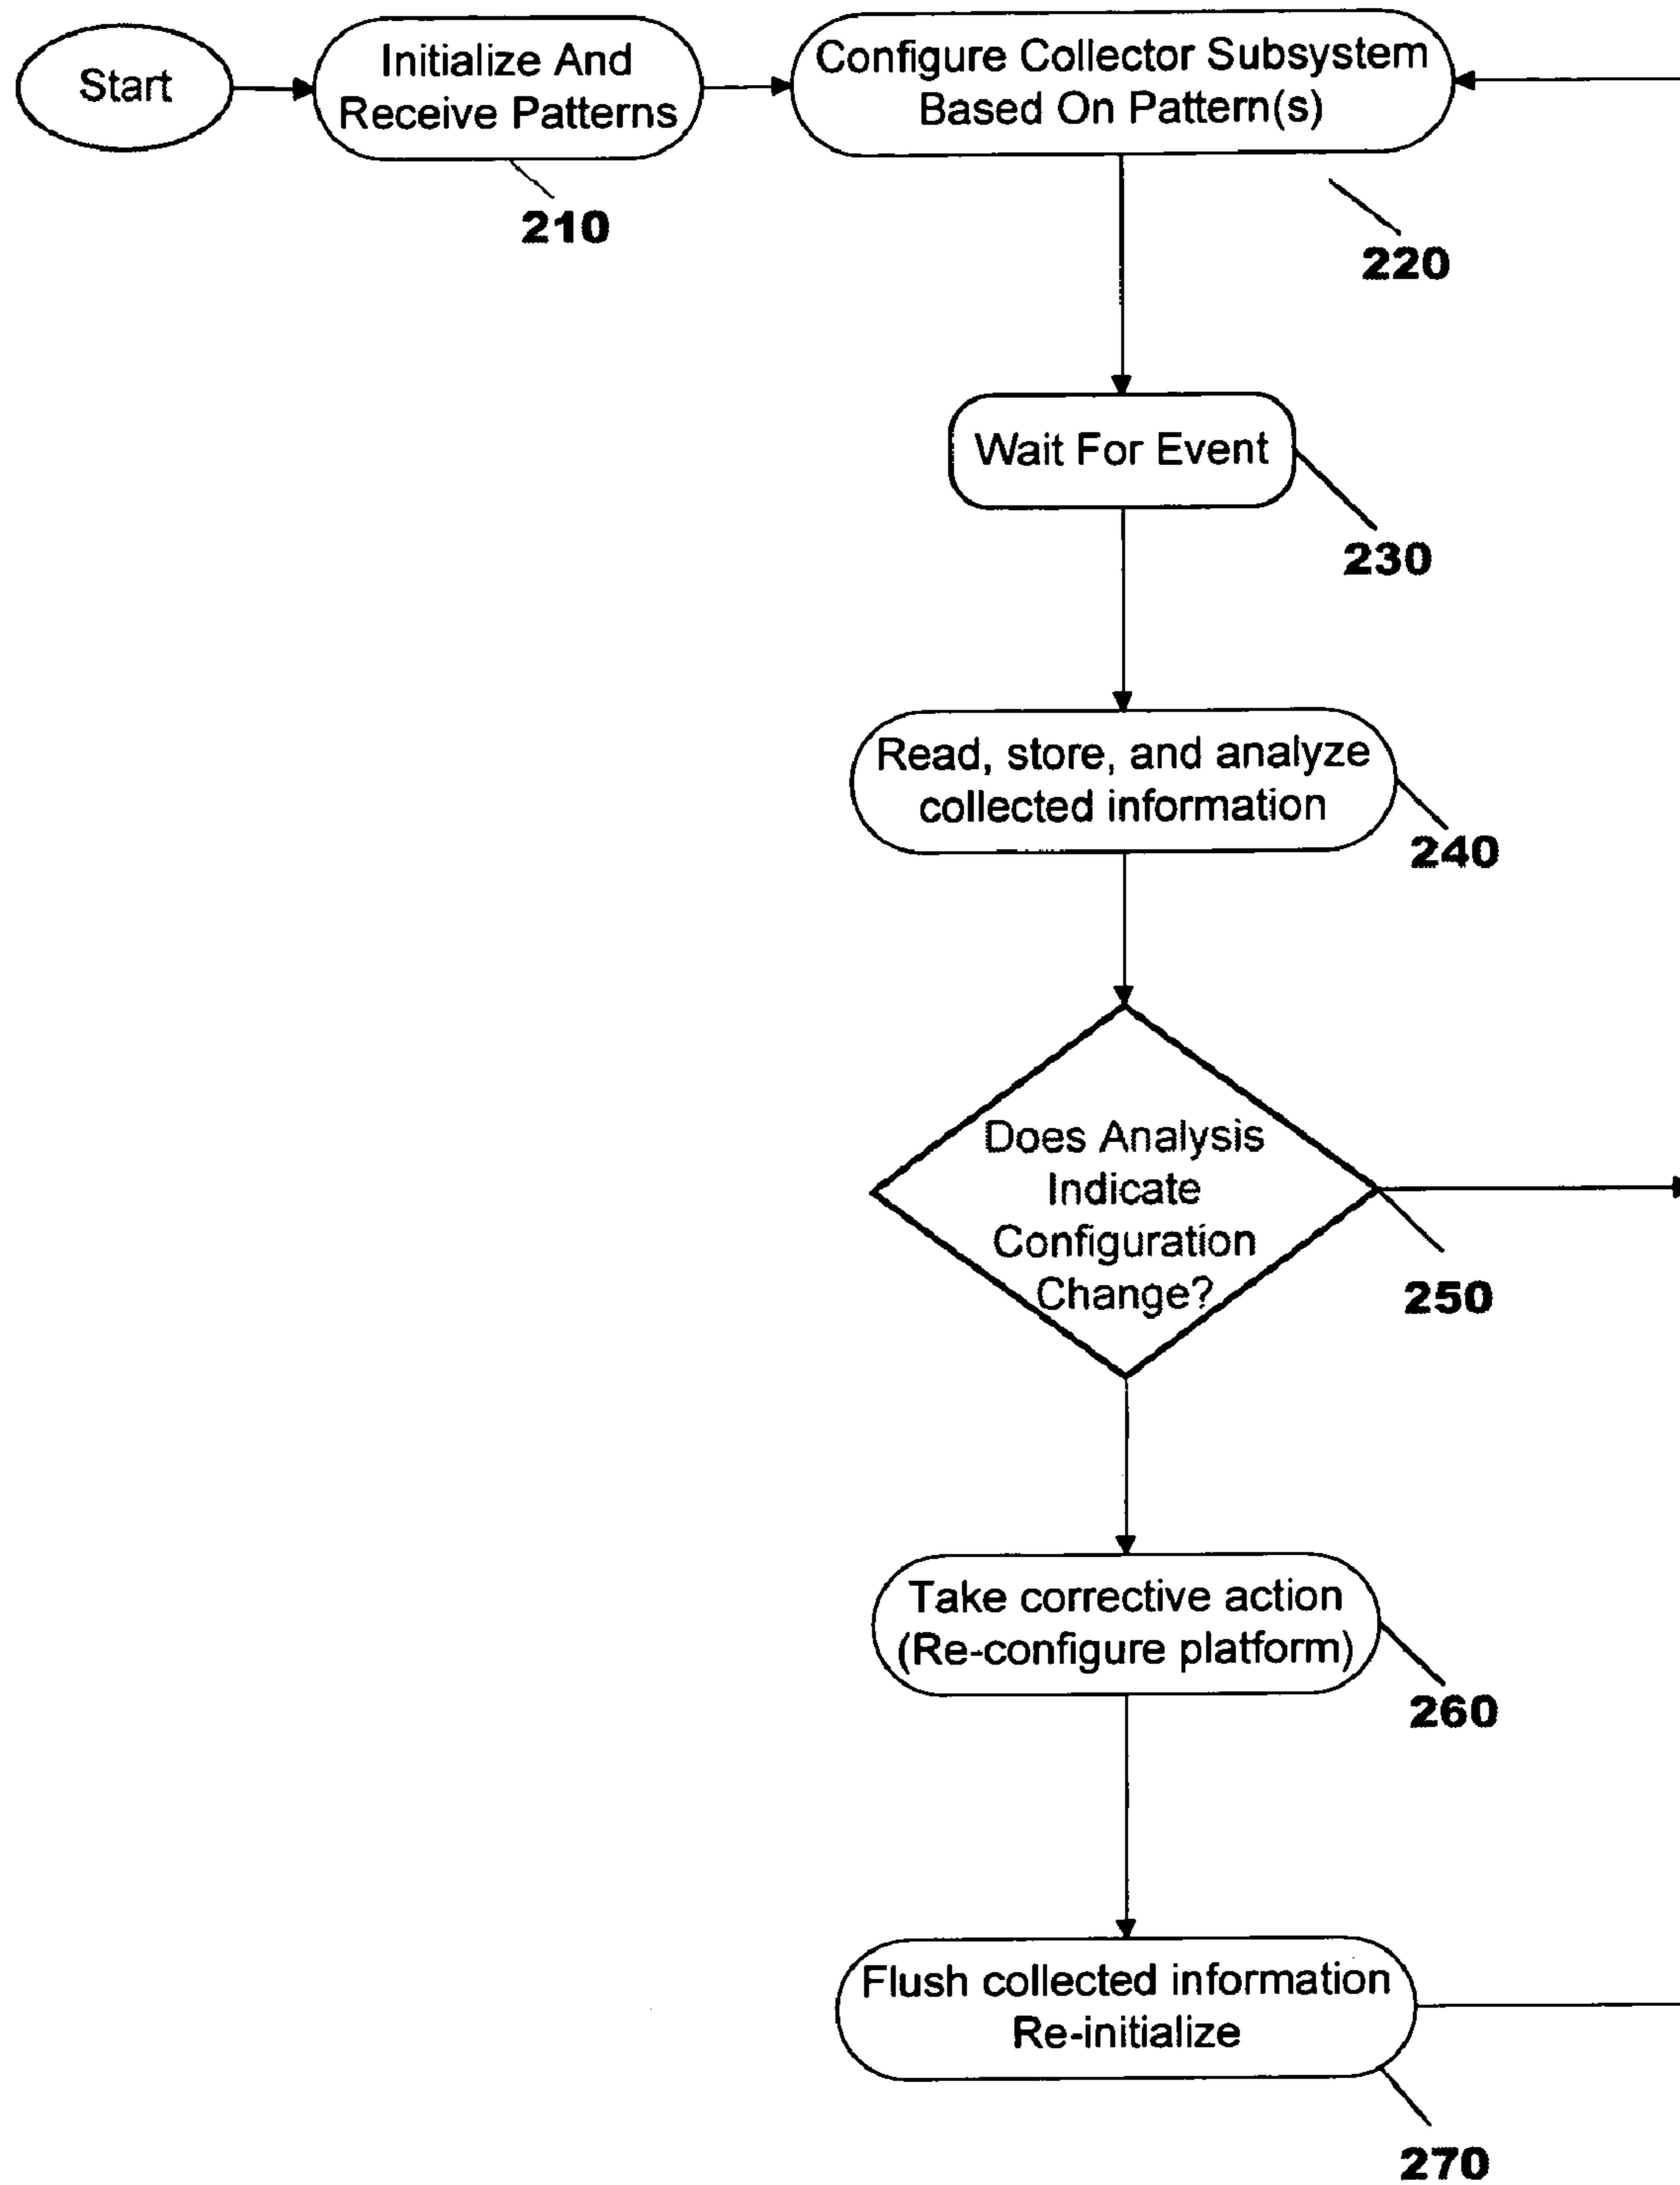 Start
Initialize And
Receive Patterns
210
Configure Collector Subsystem
Based On Pattern(s)
220
Wait For Event
230
Read, store, and analyze
collected information
240
Does Analysis
Indicate
Configuration
Change?
250
Take corrective action
(Re-configure platform)
260
Flush collected information
Re-initialize
270